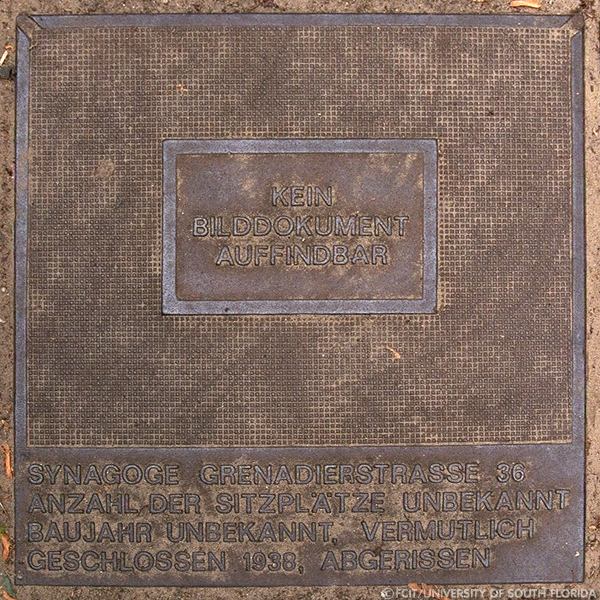 KEIN
BILDDOKUMENT
AUFFINDBAR
SYNAGOGE GRENADIERSTRASSE 36
ANZAHL DER SITZPLÄTZE UNBEKANNT
BAUJAHR UNBEKANNT, VERMUTLICH
GESCHLOSSEN 1938, ABGERISSEN
©FCIT/UNIVERSITY OF SOUTH FLORIDA